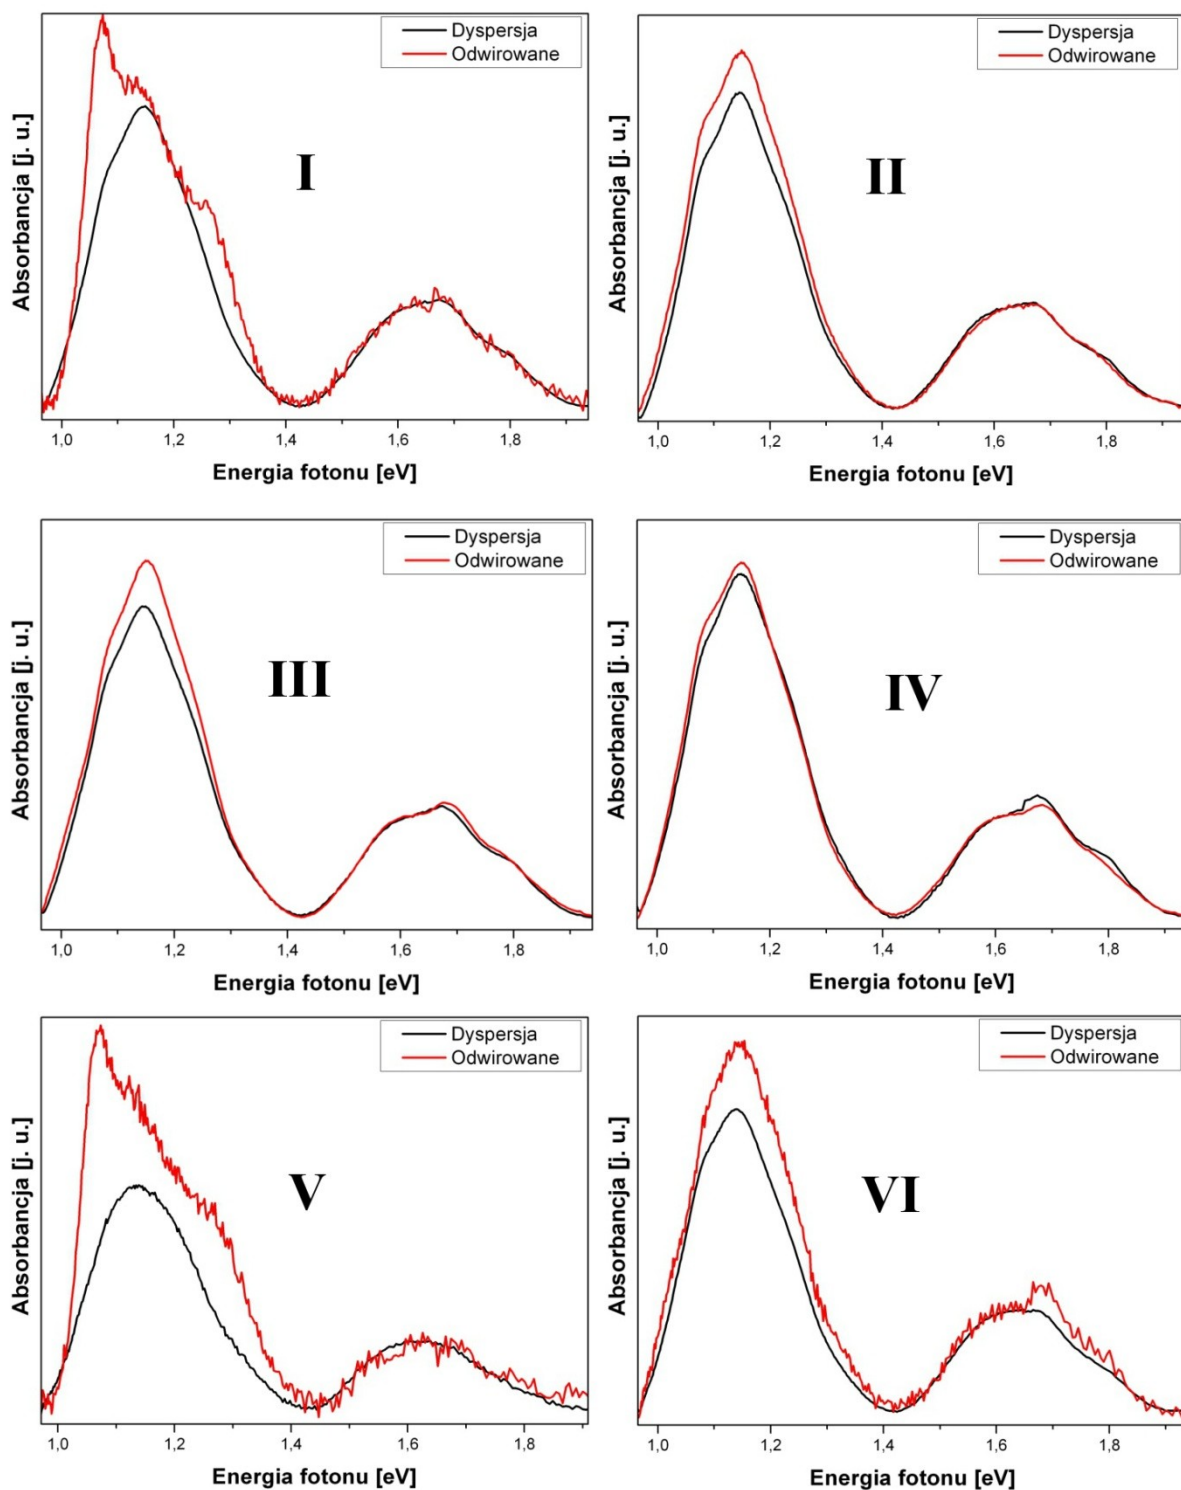 Absorbancja [j. u.]
Dyspersja
Odwirowane
I
1,0 1,2 1,4 1,6 1,8
Energia fotonu [eV]
Absorbancja [j. u.]
Dyspersja
Odwirowane
II
1,0 1,2 1,4 1,6 1,8
Energia fotonu [eV]
Absorbancja [j. u.]
Dyspersja
Odwirowane
III
1,0 1,2 1,4 1,6 1,8
Energia fotonu [eV]
Absorbancja [j. u.]
Dyspersja
Odwirowane
IV
1,0 1,2 1,4 1,6 1,8
Energia fotonu [eV]
Absorbancja [j. u.]
Dyspersja
Odwirowane
V
1,0 1,2 1,4 1,6 1,8
Energia fotonu [eV]
Absorbancja [j. u.]
Dyspersja
Odwirowane
VI
1,0 1,2 1,4 1,6 1,8
Energia fotonu [eV]